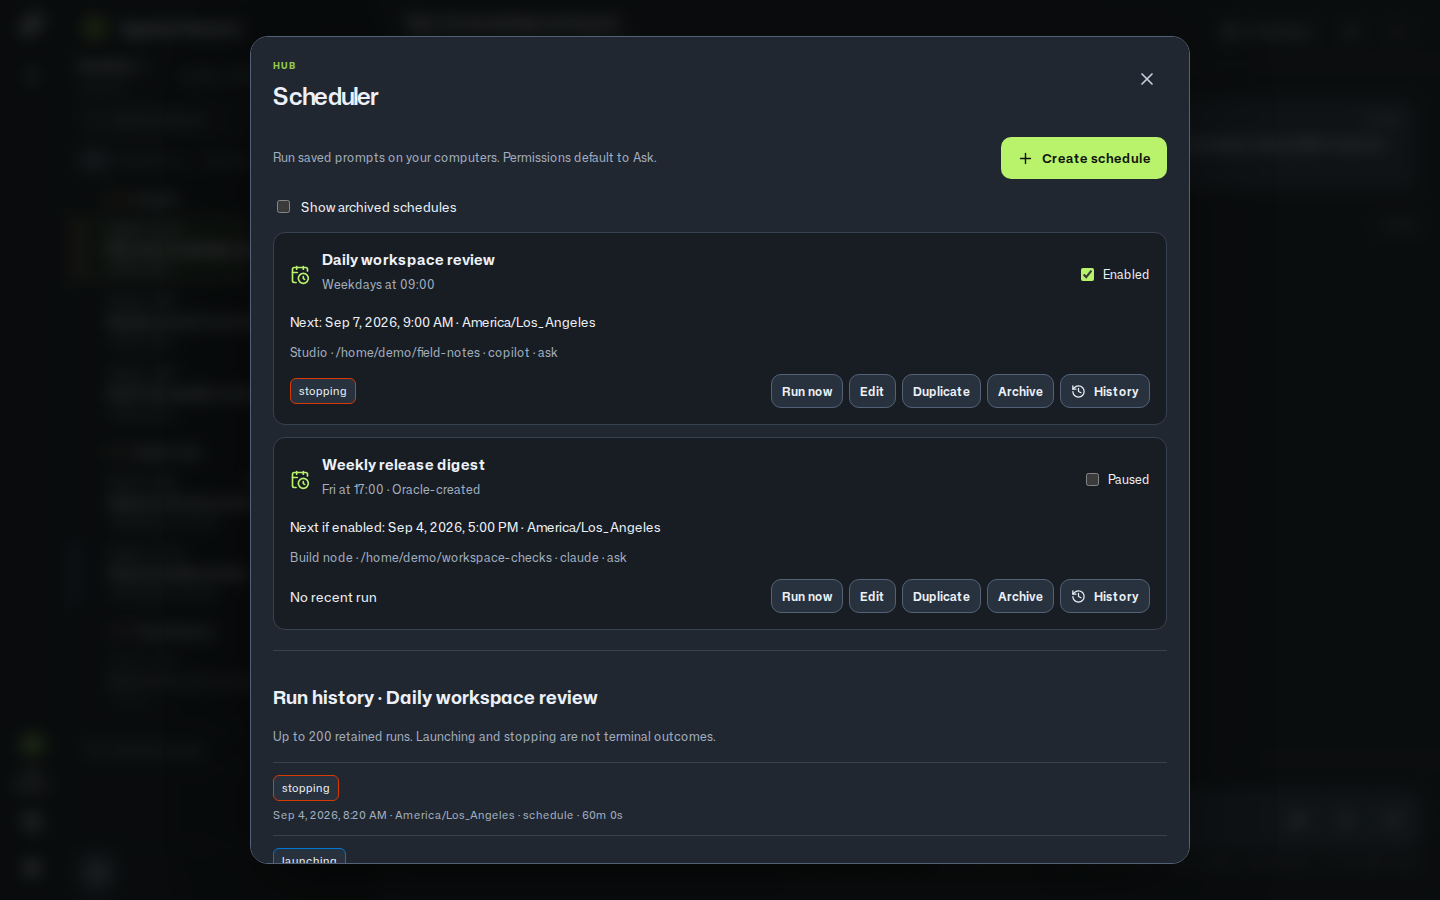 HUB
Scheduler
Run saved prompts on your computers. Permissions default to Ask.
Create schedule
Show archived schedules
Daily workspace review
Weekdays at 09:00
Enabled
Next: Sep 7, 2026, 9:00 AM · America/Los_Angeles
Studio · /home/demo/field-notes · copilot · ask
stopping
Run now
Edit
Duplicate
Archive
History
Weekly release digest
Fri at 17:00 · Oracle-created
Paused
Next if enabled: Sep 4, 2026, 5:00 PM · America/Los_Angeles
Build node · /home/demo/workspace-checks · claude · ask
No recent run
Run now
Edit
Duplicate
Archive
History
Run history · Daily workspace review
Up to 200 retained runs. Launching and stopping are not terminal outcomes.
stopping
Sep 4, 2026, 8:20 AM · America/Los_Angeles · schedule · 60m 0s
launching